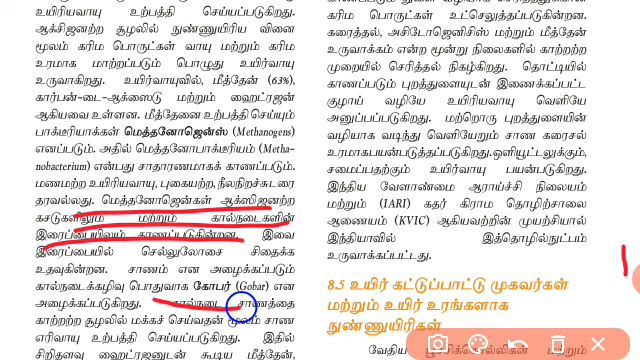 உயிரியவாயு உற்பத்தி செய்யப்படுகிறது.
ஆக்சிஜனற்ற சூழலில் நுண்ணுயிரிய வினை
மூலம் கரிம பொருட்கள் வாயு மற்றும் கரிம
உரமாக மாற்றப்படும் பொழுது உயிர்வாயு
உருவாகிறது. உயிர்வாயுவில், மீத்தேன் (63%),
கார்பன்-டை-ஆக்ஸைடு மற்றும் ஹைட்ரஜன்
ஆகியவை உள்ளன. மீத்தேனை உற்பத்தி செய்யும்
பாக்டீரியாக்கள் மெத்தனோஜென்ஸ் (Methanogens)
எனப்படும். அதில் மெத்தனோபாக்டீரியம் (Metha-
nobacterium) என்பது சாதாரணமாகக் காணப்படும்.
மணமற்ற உயிரியவாயு, புகையற்ற, நீலநிறச்சுடரை
தரவல்லது. மெத்தனோஜென்கள் ஆக்ஸிஜனற்ற
கசடுகளிலும் மற்றும் கால்நடைகளின்
இரைப்பையிலும் காணப்படுகின்றன. இவை
இரைப்பையில் செல்லுலோசை சிதைக்க
உதவுகின்றன. சாணம் என அழைக்கப்படும்
கால்நடைக்கழிவு பொதுவாக கோபர் (Gobar) என
அழைக்கப்படுகிறது. கால்நடை சாணத்தை
காற்றற்ற சூழலில் மக்கச் செய்வதன் மூலம் சாண
எரிவாயு உற்பத்தி செய்யப்படுகிறது. இதில்
சிறிதளவு ஹைட்ரஜனுடன் கூடிய மீத்தேன்,
கரிம பொருட்கள் உட்செலுத்தப்படுகின்றன.
கரைத்தல், அசிடோஜெனிசிஸ் மற்றும் மீத்தேன்
உருவாக்கம் என்ற மூன்று நிலைகளில் காற்றற்ற
முறையில் செரித்தல் நிகழ்கிறது. தொட்டியில்
காணப்படும் புறத்துளையுடன் இணைக்கப்பட்ட
குழாய் வழியே உயிரியவாயு வெளியே
அனுப்பப்படுகிறது. மற்றொரு புறத்துளையின்
வழியாக வடிந்து வெளியேறும் சாண கரைசல்
உரமாகபயன்படுத்தப்படுகிறது.ஒளியூட்டலுக்கும்,
சமைப்பதற்கும் உயிர்வாயு பயன்படுகிறது.
இந்திய வேளாண்மை ஆராய்ச்சி நிலையம்
மற்றும் (IARI) கதர் கிராம தொழிற்சாலை
ஆணையம் (KVIC) ஆகியவற்றின் முயற்சியால்
இந்தியாவில் இத்தொழில்நுட்பம்
உருவாக்கப்பட்டது.
8.5 உயிர் கட்டுப்பாட்டு முகவர்கள்
மற்றும் உயிர் உரங்களாக
நுண்ணுயிரிகள்